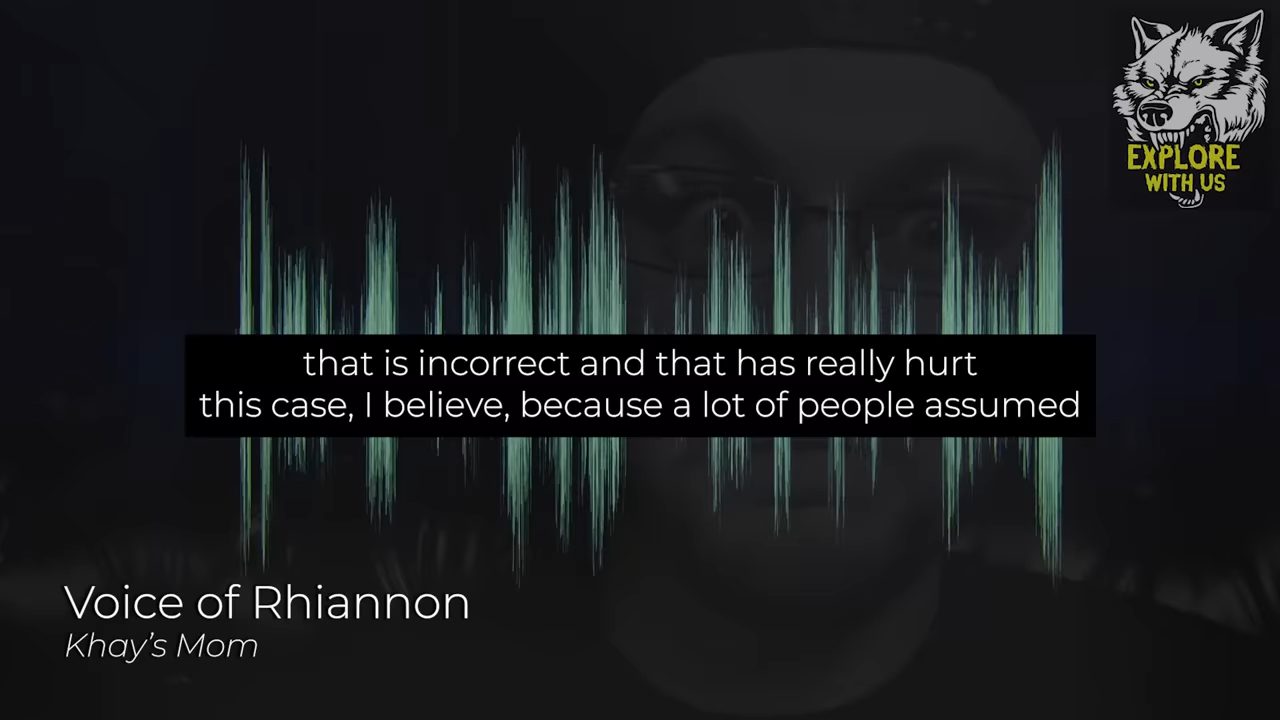 EXPLORE
WITH US
that is incorrect and that has really hurt
this case, I believe, because a lot of people assumed
Voice of Rhiannon
Khay's Mom